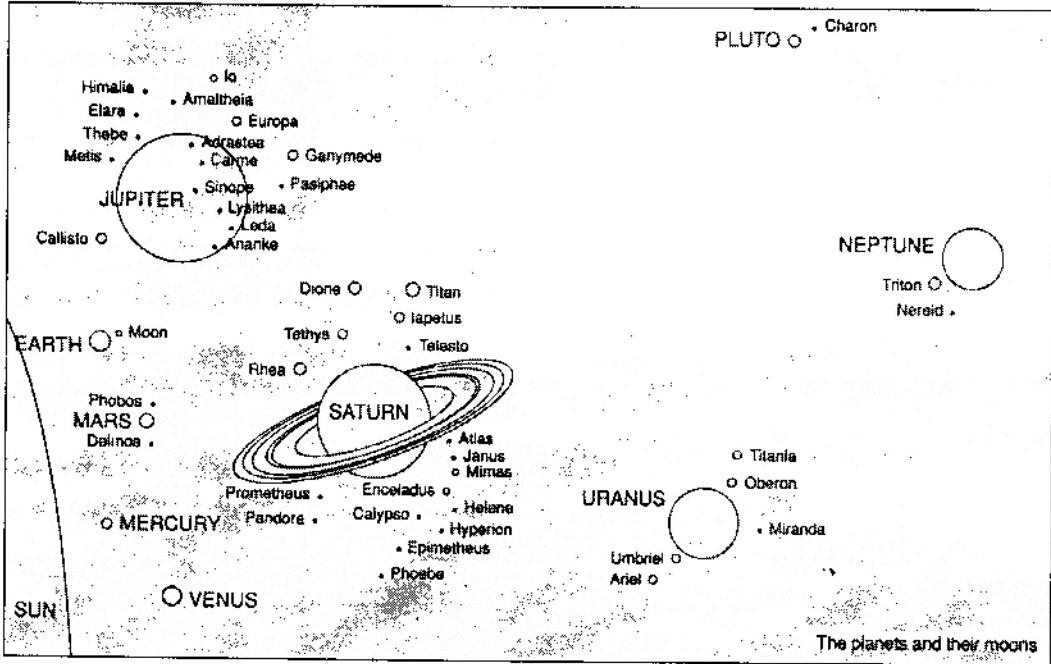 PLUTO
Charon
Io
Himalia
Amaltheia
Elara
Europa
Thebe
Adrastea
Metis
Carme
Ganymede
Sinope
Pasiphae
JUPITER
Lysithea
Leda
Callisto
Ananke
NEPTUNE
Triton
Nereid
Dione
Titan
Iapetus
EARTH
Moon
Tethys
Telesto
Rhea
Phobos
MARS
Deimos
SATURN
Atlas
Janus
Mimas
Prometheus
Enceladus
Pandora
Calypso
Helene
Hyperion
Epimetheus
Phoebe
Titania
Oberon
URANUS
Miranda
Umbriel
Ariel
MERCURY
VENUS
SUN
The planets and their moons